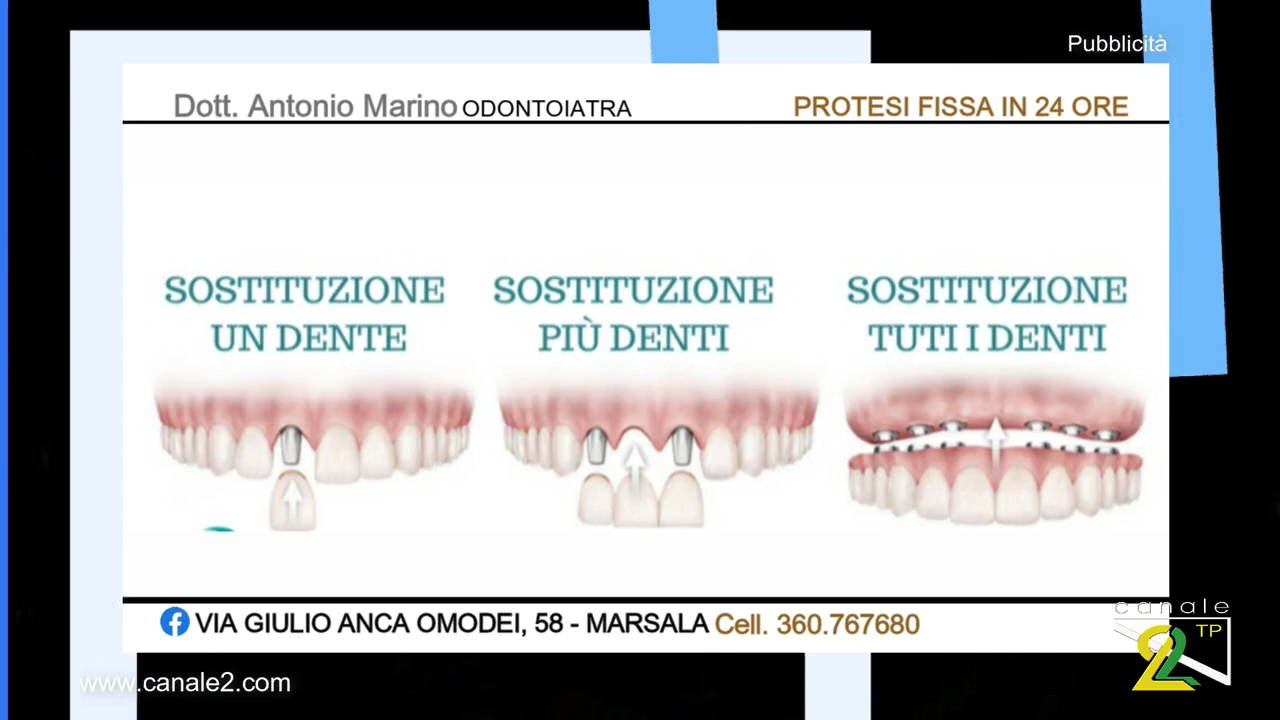 Pubblicità
Dott. Antonio Marino ODONTOIATRA
PROTESI FISSA IN 24 ORE
SOSTITUZIONE
UN DENTE
SOSTITUZIONE
PIÙ DENTI
SOSTITUZIONE
TUTI I DENTI
VIA GIULIO ANCA OMODEI, 58 - MARSALA Cell. 360.767680
canale
2 TP
www.canale2.com